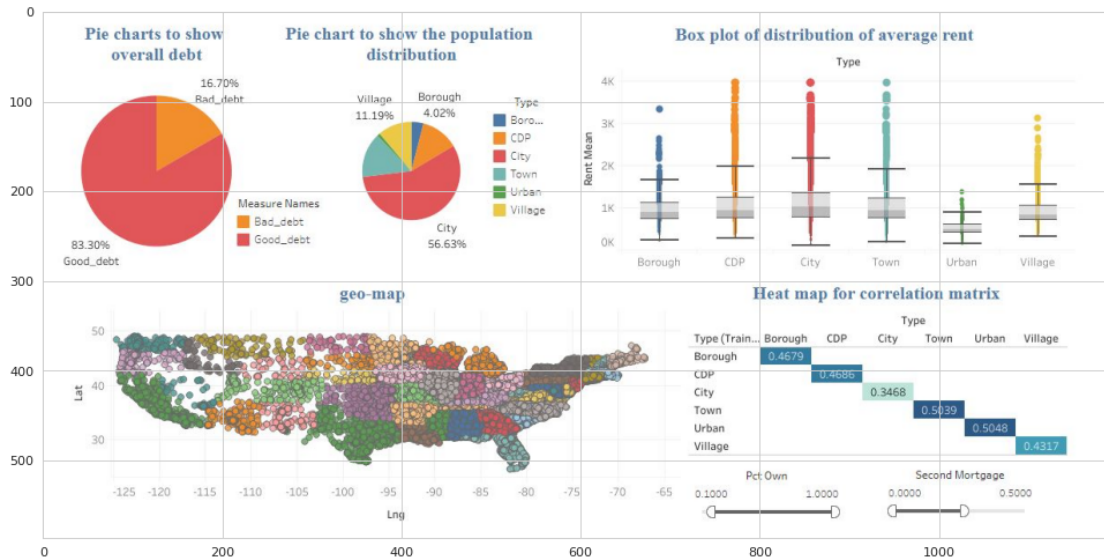 0
100
200
300
400
500
0
200
400
600
800
1000
Pie charts to show
overall debt
16.70%
Bad_debt
83.30%
Good_debt
Measure Names
Bad_debt
Good_debt
Pie chart to show the population
distribution
Village
11.19%
Borough
4.02%
City
56.63%
Type
Boro...
CDP
City
Town
Urban
Village
Box plot of distribution of average rent
Type
Rent Mean
4K
3K
2K
1K
0K
Borough
CDP
City
Town
Urban
Village
geo-map
Lat
50
40
30
-125
-120
-115
-110
-105
-100
-95
-90
-85
-80
-75
-70
-65
Lng
Heat map for correlation matrix
Type
Type (Train... Borough CDP City Town Urban Village
Borough 0.4679
CDP 0.4686
City 0.3468
Town 0.5039
Urban 0.5048
Village 0.4317
Pct Own
0.1000 1.0000
Second Mortgage
0.0000 0.5000